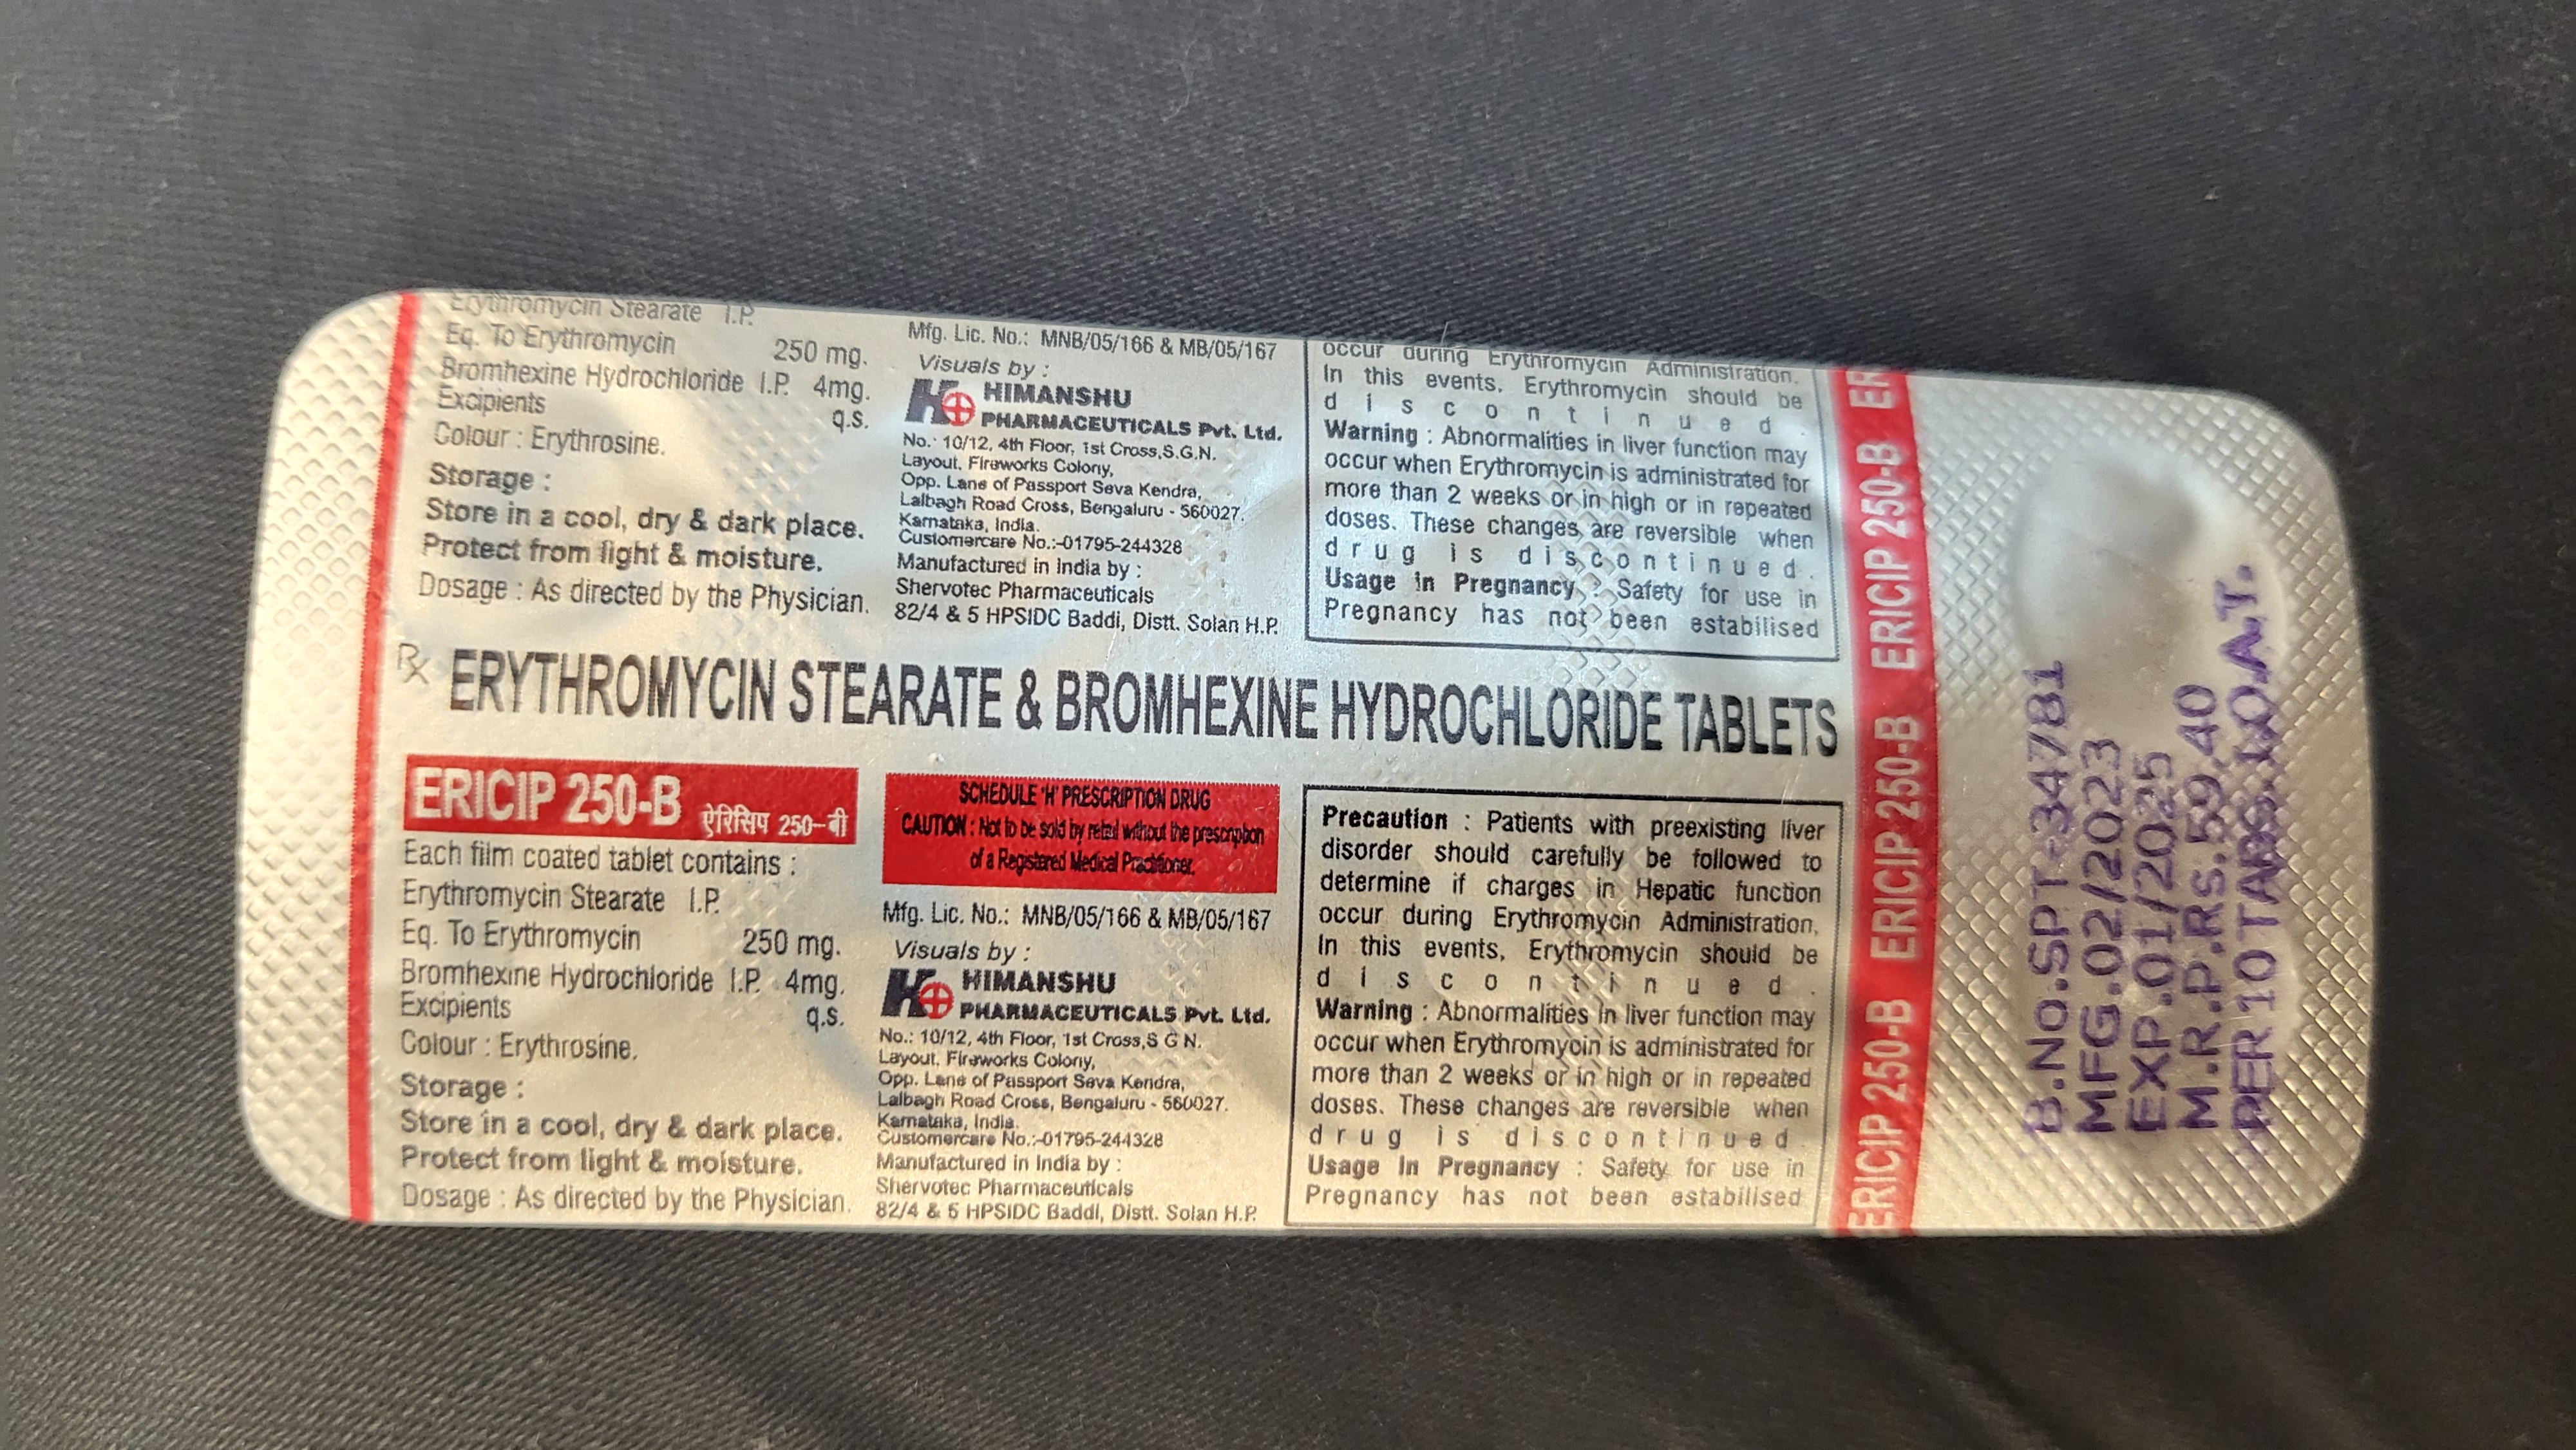 Erythromycin Stearate I.P.
Eq. To Erythromycin 250 mg.
Bromhexine Hydrochloride I.P. 4mg.
Excipients q.s.
Colour : Erythrosine.
Storage :
Store in a cool, dry & dark place.
Protect from light & moisture.
Dosage : As directed by the Physician.
Mfg. Lic. No.: MNB/05/166 & MB/05/167
Visuals by :
HIMANSHU
PHARMACEUTICALS Pvt. Ltd.
No.: 10/12, 4th Floor, 1st Cross,S.G.N.
Layout, Fireworks Colony,
Opp. Lane of Passport Seva Kendra,
Lalbagh Road Cross, Bengaluru - 560027.
Karnataka, India.
Customercare No.:-01795-244328
Manufactured in India by :
Shervotec Pharmaceuticals
82/4 & 5 HPSIDC Baddi, Distt. Solan H.P.
occur during Erythromycin Administration.
In this events, Erythromycin should be
discontinued.
Warning : Abnormalities in liver function may
occur when Erythromycin is administrated for
more than 2 weeks or in high or in repeated
doses. These changes are reversible when
drug is discontinued.
Usage in Pregnancy : Safety for use in
Pregnancy has not been estabilised
℞ ERYTHROMYCIN STEARATE & BROMHEXINE HYDROCHLORIDE TABLETS
ERICIP 250-B ऐरिसिप 250-बी
Each film coated tablet contains :
Erythromycin Stearate I.P.
Eq. To Erythromycin 250 mg.
Bromhexine Hydrochloride I.P. 4mg.
Excipients q.s.
Colour : Erythrosine.
Storage :
Store in a cool, dry & dark place.
Protect from light & moisture.
Dosage : As directed by the Physician.
SCHEDULE 'H' PRESCRIPTION DRUG
CAUTION : Not to be sold by retail without the prescription
of a Registered Medical Practitioner.
Mfg. Lic. No.: MNB/05/166 & MB/05/167
Visuals by :
HIMANSHU
PHARMACEUTICALS Pvt. Ltd.
No.: 10/12, 4th Floor, 1st Cross,S.G.N.
Layout, Fireworks Colony,
Opp. Lane of Passport Seva Kendra,
Lalbagh Road Cross, Bengaluru - 560027.
Karnataka, India.
Customercare No.:-01795-244328
Manufactured in India by :
Shervotec Pharmaceuticals
82/4 & 5 HPSIDC Baddi, Distt. Solan H.P.
Precaution : Patients with preexisting liver
disorder should carefully be followed to
determine if charges in Hepatic function
occur during Erythromycin Administration.
In this events, Erythromycin should be
discontinued.
Warning : Abnormalities in liver function may
occur when Erythromycin is administrated for
more than 2 weeks or in high or in repeated
doses. These changes are reversible when
drug is discontinued.
Usage in Pregnancy : Safety for use in
Pregnancy has not been estabilised
ERICIP 250-B ERICIP 250-B ERICIP 250-B ER
B.No.SPT-34781
MFG.02/2023
EXP.01/2025
M.R.P.Rs.59.40
PER 10 TABS. I.O.A.T.